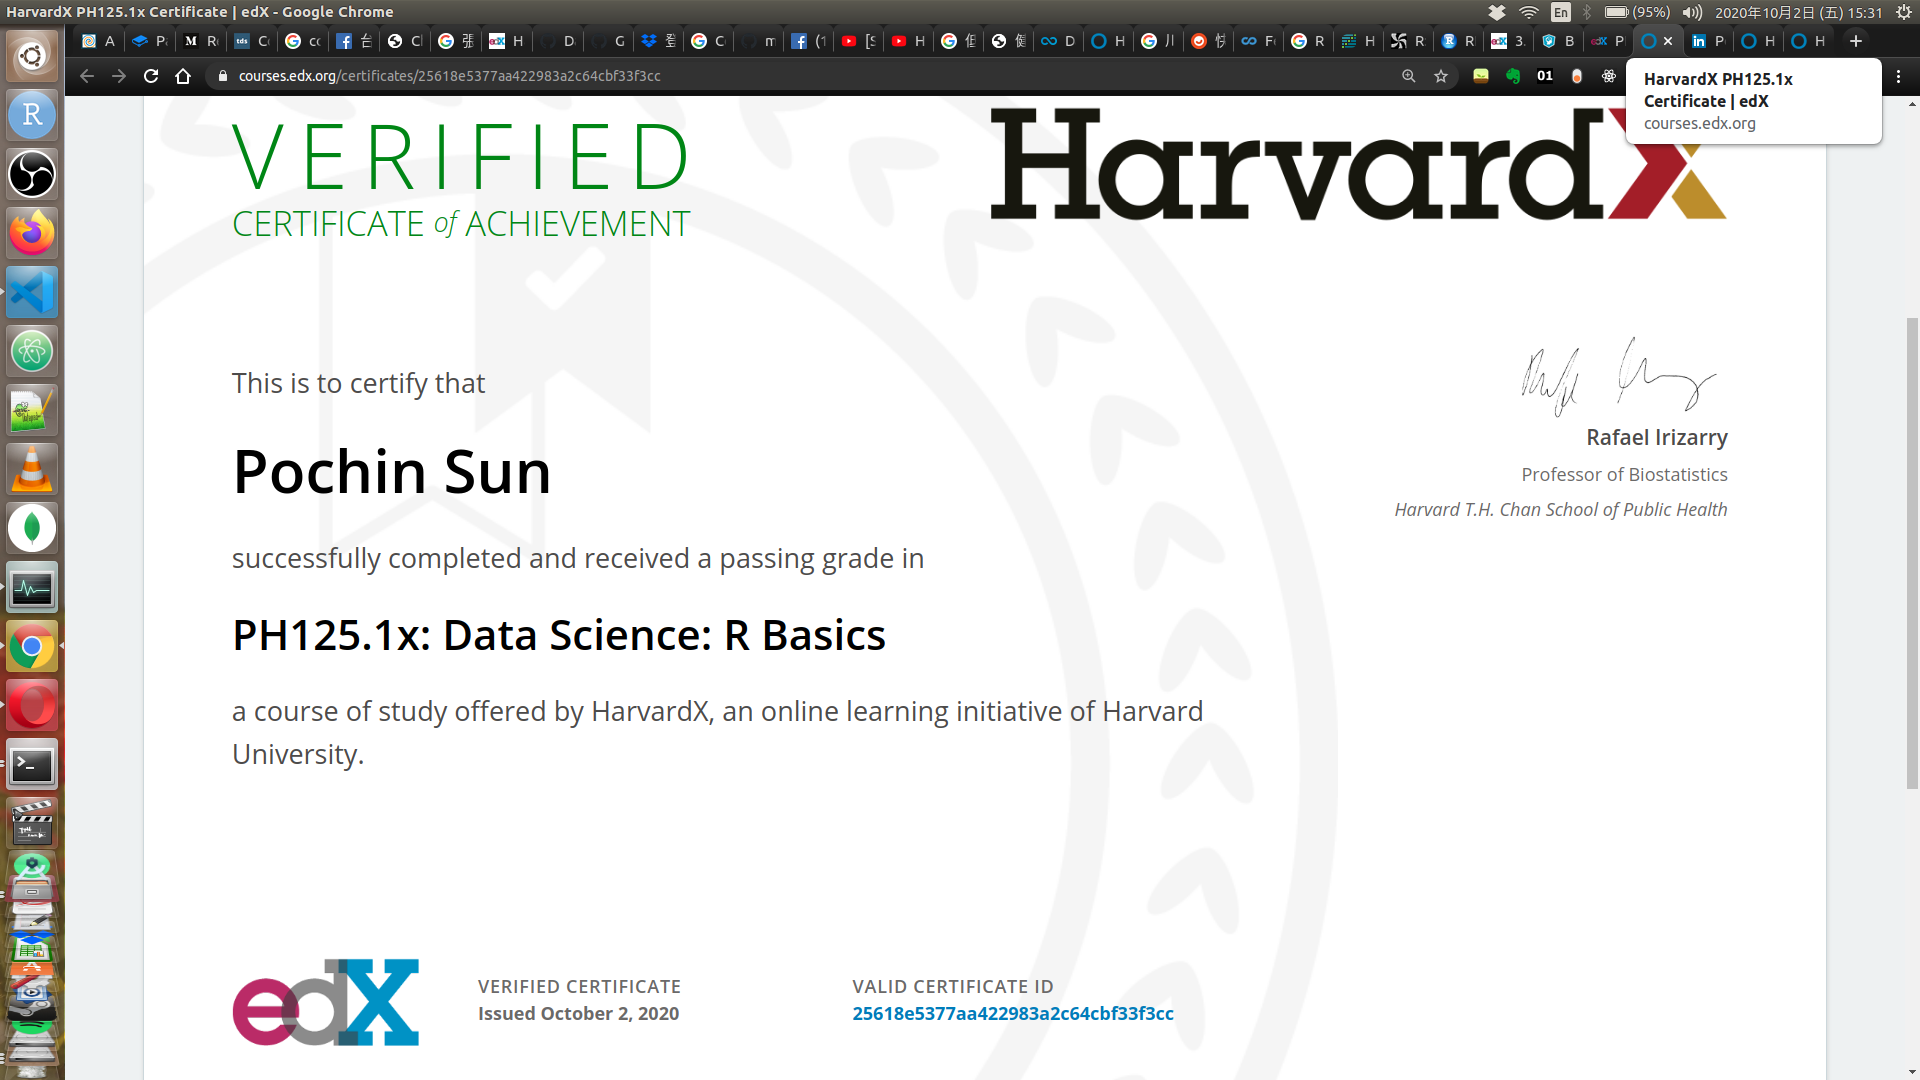 HarvardX PH125.1x Certificate | edX - Google Chrome
En
(95%)
2020年10月2日 (五) 15:31
courses.edx.org/certificates/25618e5377aa422983a2c64cbf33f3cc
01
HarvardX PH125.1x
Certificate | edX
courses.edx.org
VERIFIED
CERTIFICATE of ACHIEVEMENT
HarvardX
This is to certify that
Pochin Sun
successfully completed and received a passing grade in
PH125.1x: Data Science: R Basics
a course of study offered by HarvardX, an online learning initiative of Harvard
University.
Rafael Irizarry
Professor of Biostatistics
Harvard T.H. Chan School of Public Health
edX
VERIFIED CERTIFICATE
Issued October 2, 2020
VALID CERTIFICATE ID
25618e5377aa422983a2c64cbf33f3cc